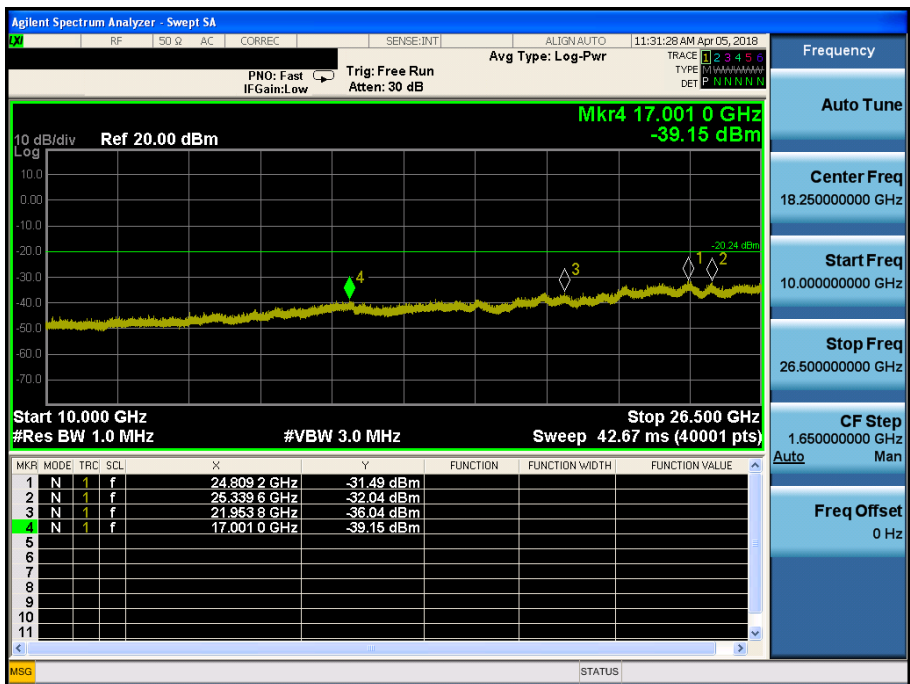 Agilent Spectrum Analyzer - Swept SA
LXI RF 50 Ω AC CORREC SENSE:INT ALIGN AUTO 11:31:28 AM Apr 05, 2018
PNO: Fast
IFGain:Low
Trig: Free Run
Atten: 30 dB
Avg Type: Log-Pwr
TRACE 1 2 3 4 5 6
TYPE M WWWWW
DET P N N N N N
Mkr4 17.001 0 GHz
-39.15 dBm
10 dB/div Ref 20.00 dBm
Log
10.0
0.00
-10.0
-20.0
-30.0
-40.0
-50.0
-60.0
-70.0
-20.24 dBm
1
2
3
4
Start 10.000 GHz Stop 26.500 GHz
#Res BW 1.0 MHz #VBW 3.0 MHz Sweep 42.67 ms (40001 pts)
MKR MODE TRC SCL X Y FUNCTION FUNCTION WIDTH FUNCTION VALUE
1 N 1 f 24.809 2 GHz -31.49 dBm
2 N 1 f 25.339 6 GHz -32.04 dBm
3 N 1 f 21.953 8 GHz -36.04 dBm
4 N 1 f 17.001 0 GHz -39.15 dBm
5
6
7
8
9
10
11
MSG STATUS
Frequency
Auto Tune
Center Freq
18.250000000 GHz
Start Freq
10.000000000 GHz
Stop Freq
26.500000000 GHz
CF Step
1.650000000 GHz
Auto Man
Freq Offset
0 Hz